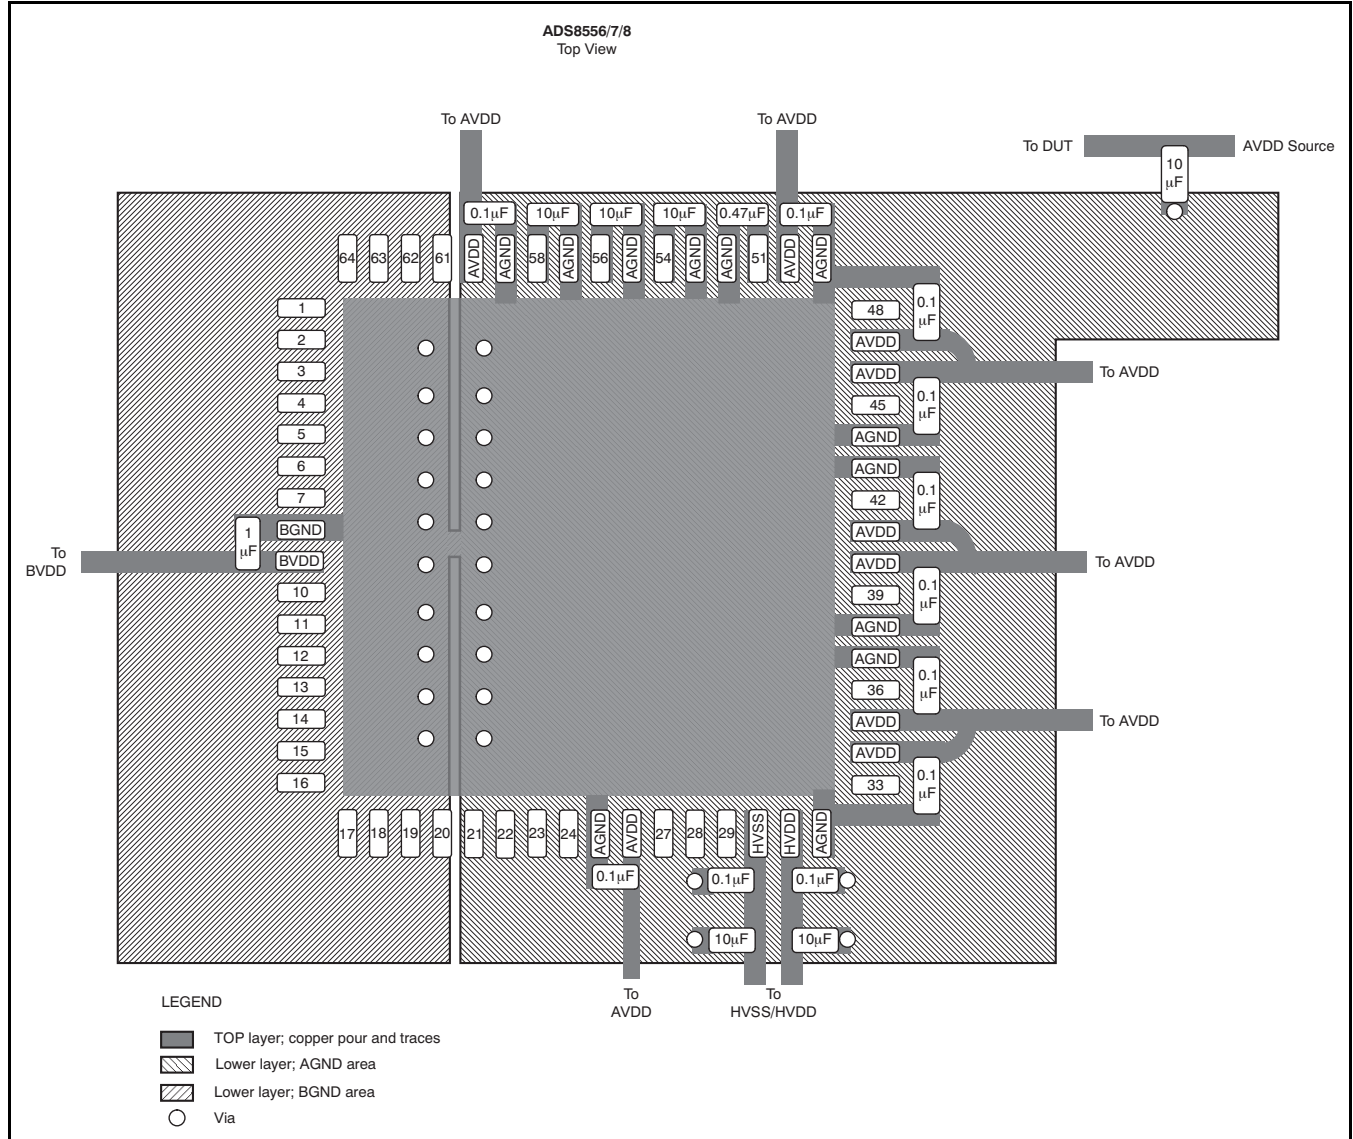 ADS8556/7/8
Top View
To AVDD
To AVDD
To DUT
AVDD Source
10
µF
0.1µF
10µF
10µF
10µF
0.47µF
0.1µF
64
63
62
61
AVDD
AGND
58
AGND
56
AGND
54
AGND
AGND
51
AVDD
AGND
1
2
3
4
5
6
7
BGND
BVDD
10
11
12
13
14
15
16
1
µF
To
BVDD
48
AVDD
AVDD
45
AGND
AGND
42
AVDD
AVDD
39
AGND
AGND
36
AVDD
AVDD
33
0.1
µF
0.1
µF
0.1
µF
0.1
µF
0.1
µF
0.1
µF
To AVDD
To AVDD
To AVDD
17
18
19
20
21
22
23
24
AGND
AVDD
27
28
29
HVSS
HVDD
AGND
0.1µF
0.1µF
0.1µF
10µF
10µF
To
AVDD
To
HVSS/HVDD
LEGEND
TOP layer; copper pour and traces
Lower layer; AGND area
Lower layer; BGND area
Via